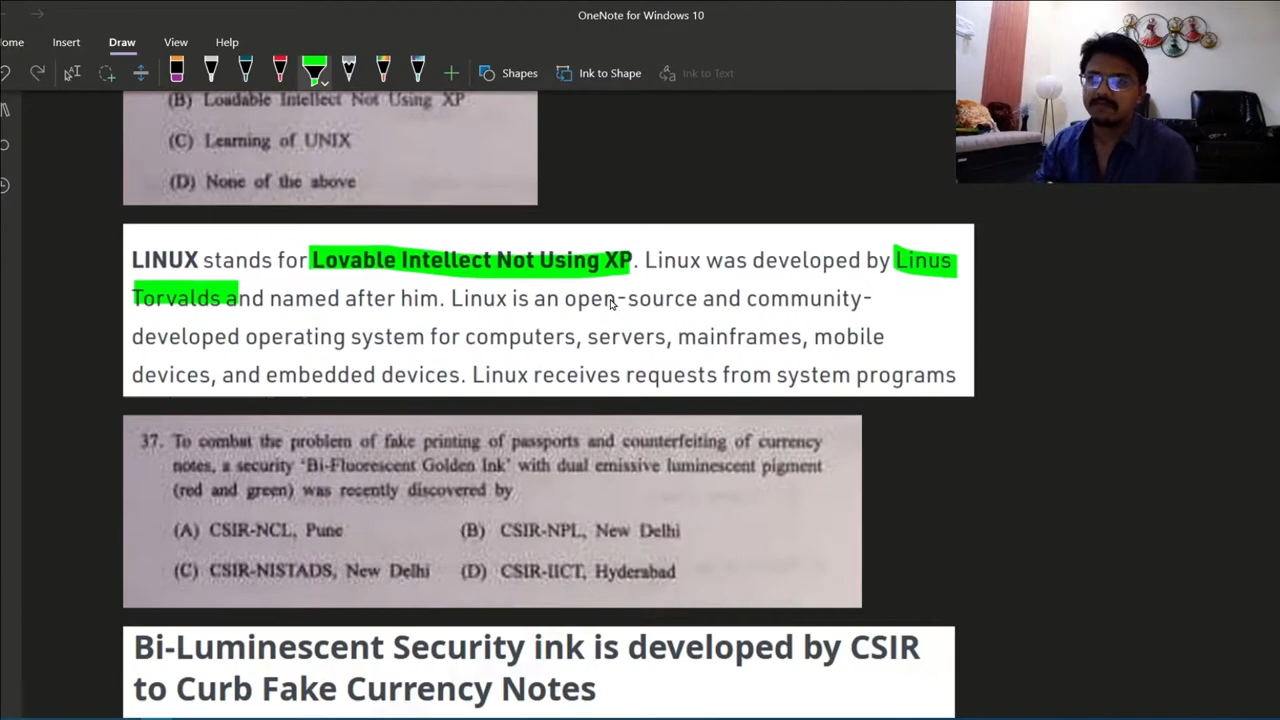 OneNote for Windows 10
ome Insert Draw View Help
Shapes Ink to Shape Ink to Text
(B) Loadable Intellect Not Using XP
(C) Learning of UNIX
(D) None of the above
LINUX stands for Lovable Intellect Not Using XP. Linux was developed by Linus
Torvalds and named after him. Linux is an open-source and community-
developed operating system for computers, servers, mainframes, mobile
devices, and embedded devices. Linux receives requests from system programs
37. To combat the problem of fake printing of passports and counterfeiting of currency
notes, a security 'Bi-Fluorescent Golden Ink' with dual emissive luminescent pigment
(red and green) was recently discovered by
(A) CSIR-NCL, Pune (B) CSIR-NPL, New Delhi
(C) CSIR-NISTADS, New Delhi (D) CSIR-IICT, Hyderabad
Bi-Luminescent Security ink is developed by CSIR
to Curb Fake Currency Notes